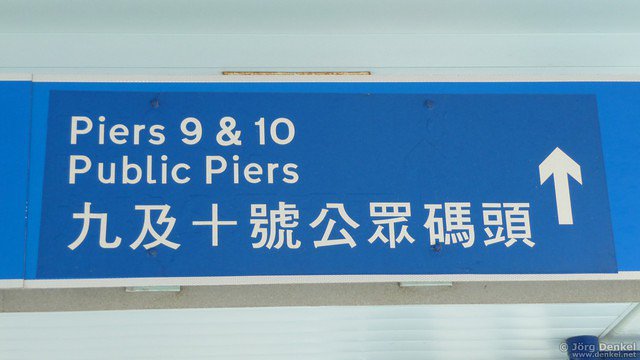 Piers 9 & 10
Public Piers
九及十號公眾碼頭
© Jörg Denkel
www.denkel.net